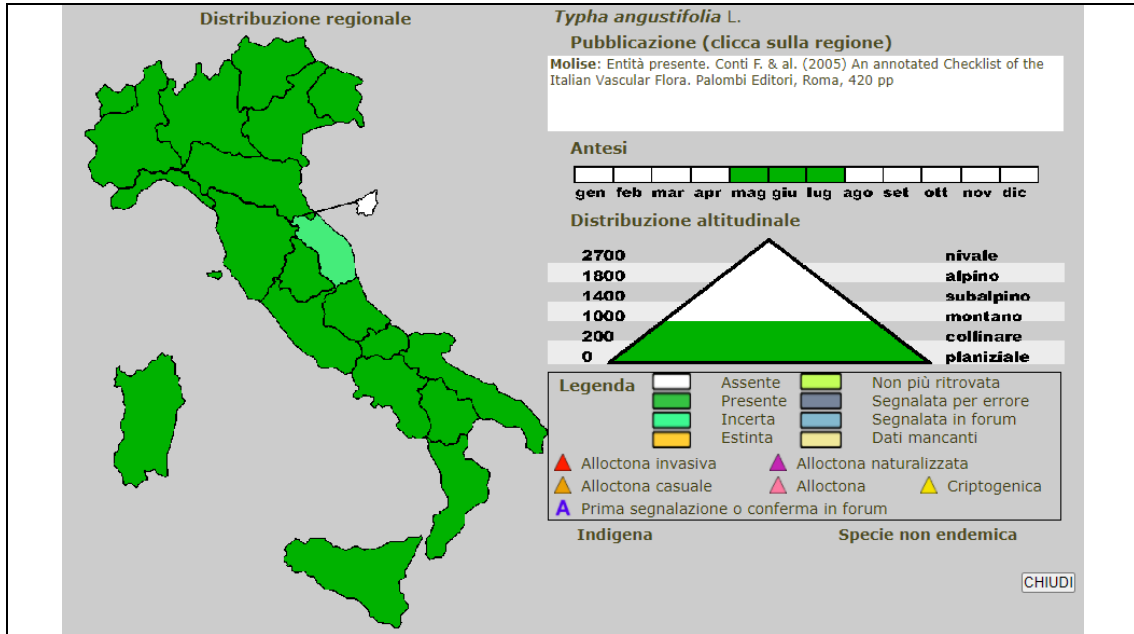 Distribuzione regionale
Typha angustifolia L.
Pubblicazione (clicca sulla regione)
Molise: Entità presente. Conti F. & al. (2005) An annotated Checklist of the
Italian Vascular Flora. Palombi Editori, Roma, 420 pp
Antesi
gen feb mar apr mag giu lug ago set ott nov dic
Distribuzione altitudinale
2700 nivale
1800 alpino
1400 subalpino
1000 montano
200 collinare
0 planiziale
Legenda Assente Non più ritrovata
Presente Segnalata per errore
Incerta Segnalata in forum
Estinta Dati mancanti
Alloctona invasiva Alloctona naturalizzata
Alloctona casuale Alloctona Criptogenica
A Prima segnalazione o conferma in forum
Indigena Specie non endemica
CHIUDI